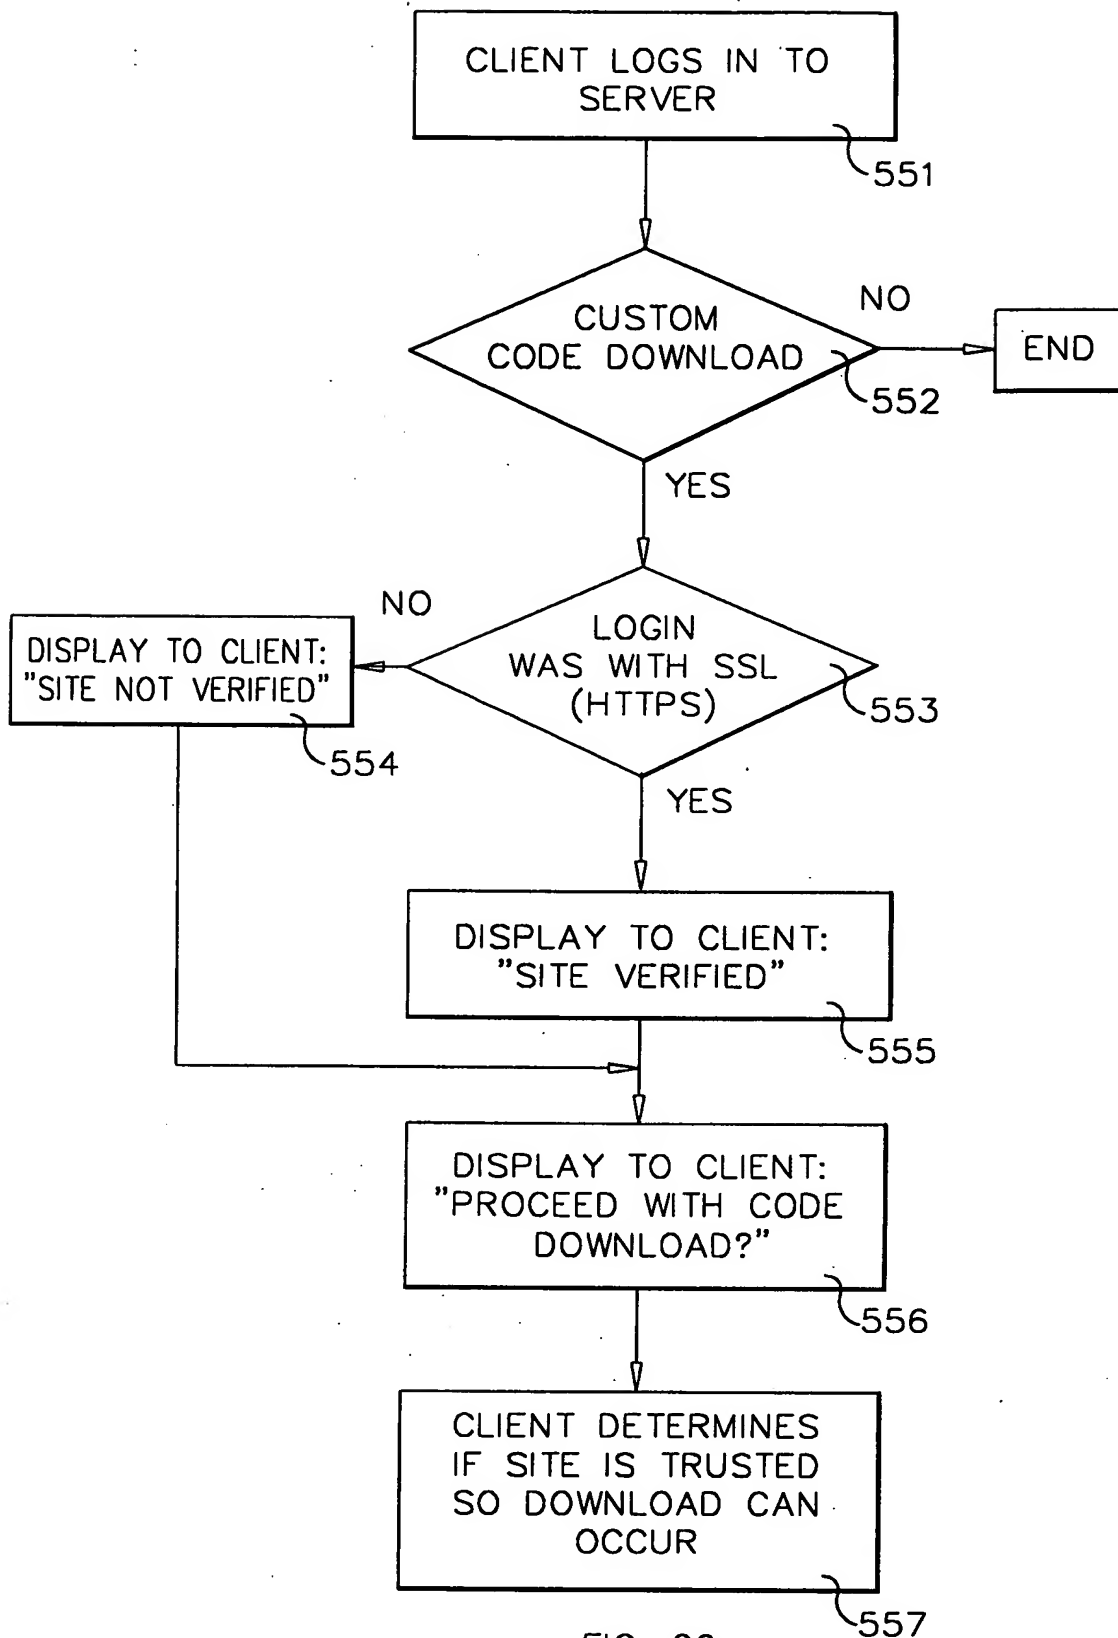 CLIENT LOGS IN TO
SERVER
551
CUSTOM
CODE DOWNLOAD
552
NO
END
YES
LOGIN
WAS WITH SSL
(HTTPS)
553
NO
DISPLAY TO CLIENT:
"SITE NOT VERIFIED"
554
YES
DISPLAY TO CLIENT:
"SITE VERIFIED"
555
DISPLAY TO CLIENT:
"PROCEED WITH CODE
DOWNLOAD?"
556
CLIENT DETERMINES
IF SITE IS TRUSTED
SO DOWNLOAD CAN
OCCUR
557